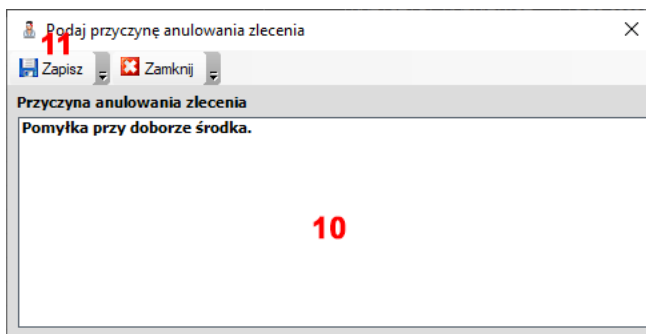 Podaj przyczynę anulowania zlecenia
11
Zapisz Zamknij
Przyczyna anulowania zlecenia
Pomyłka przy doborze środka.
10